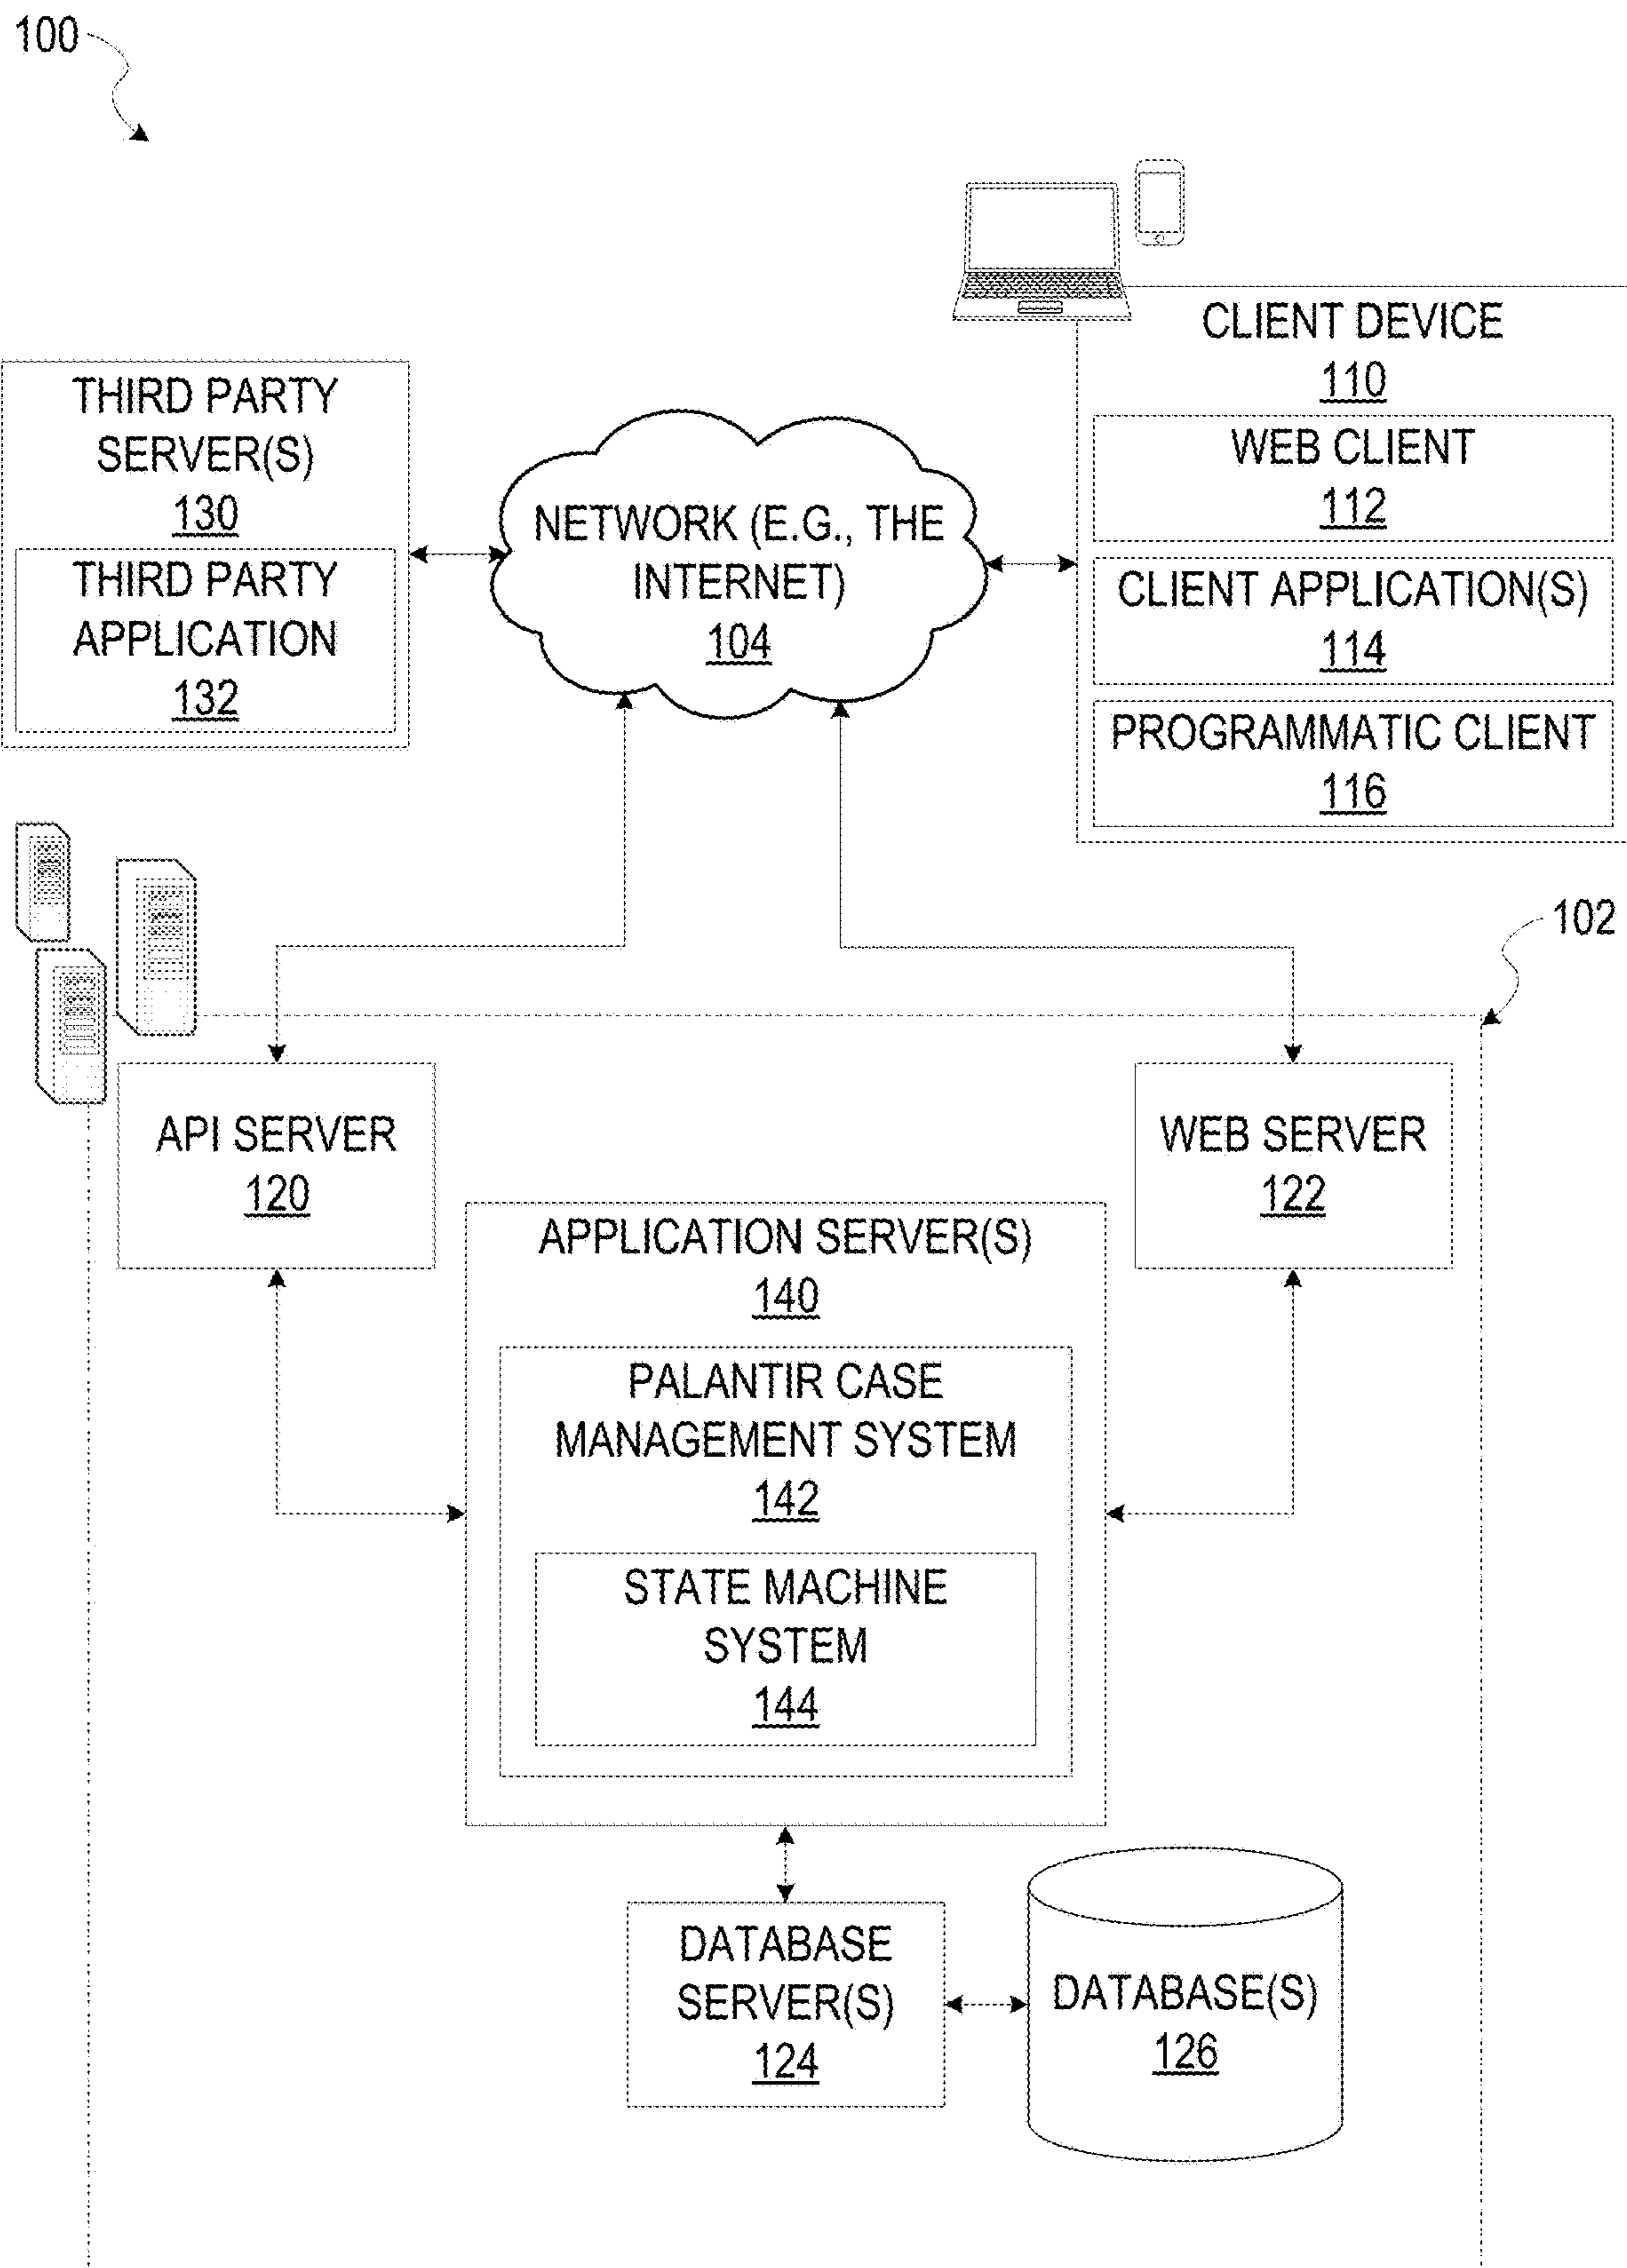 100
CLIENT DEVICE
110
WEB CLIENT
112
CLIENT APPLICATION(S)
114
PROGRAMMATIC CLIENT
116
THIRD PARTY
SERVER(S)
130
THIRD PARTY
APPLICATION
132
NETWORK (E.G., THE
INTERNET)
104
102
API SERVER
120
WEB SERVER
122
APPLICATION SERVER(S)
140
PALANTIR CASE
MANAGEMENT SYSTEM
142
STATE MACHINE
SYSTEM
144
DATABASE
SERVER(S)
124
DATABASE(S)
126